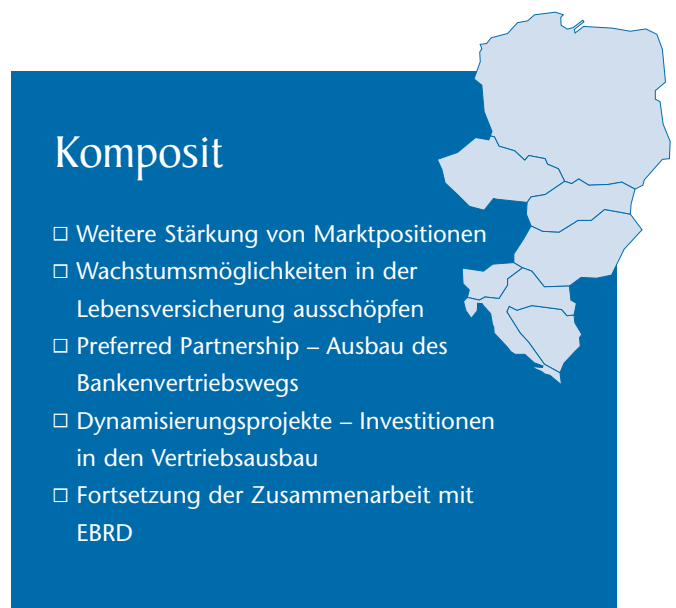 Komposit
□ Weitere Stärkung von Marktpositionen
□ Wachstumsmöglichkeiten in der
Lebensversicherung ausschöpfen
□ Preferred Partnership – Ausbau des
Bankenvertriebswegs
□ Dynamisierungsprojekte – Investitionen
in den Vertriebsausbau
□ Fortsetzung der Zusammenarbeit mit
EBRD